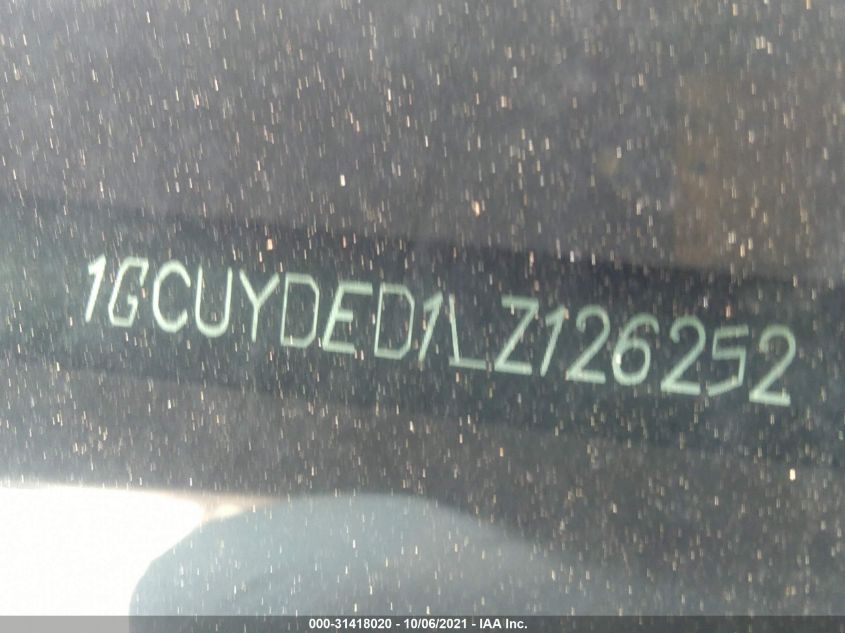 1GCUYDED1LZ126252
000-31418020 - 10/06/2021 - IAA Inc.